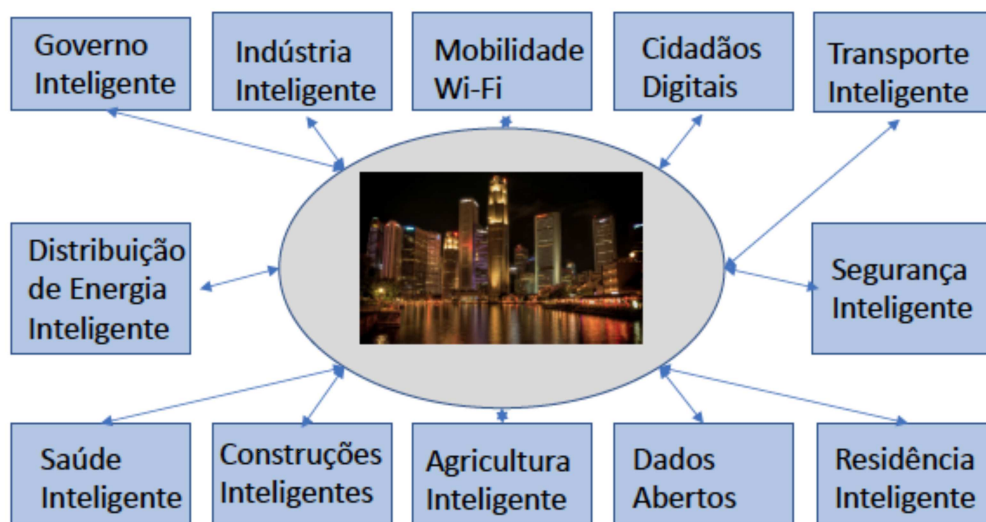 Governo
Inteligente
Indústria
Inteligente
Mobilidade
Wi-Fi
Cidadãos
Digitais
Transporte
Inteligente
Distribuição
de Energia
Inteligente
Segurança
Inteligente
Saúde
Inteligente
Construções
Inteligentes
Agricultura
Inteligente
Dados
Abertos
Residência
Inteligente